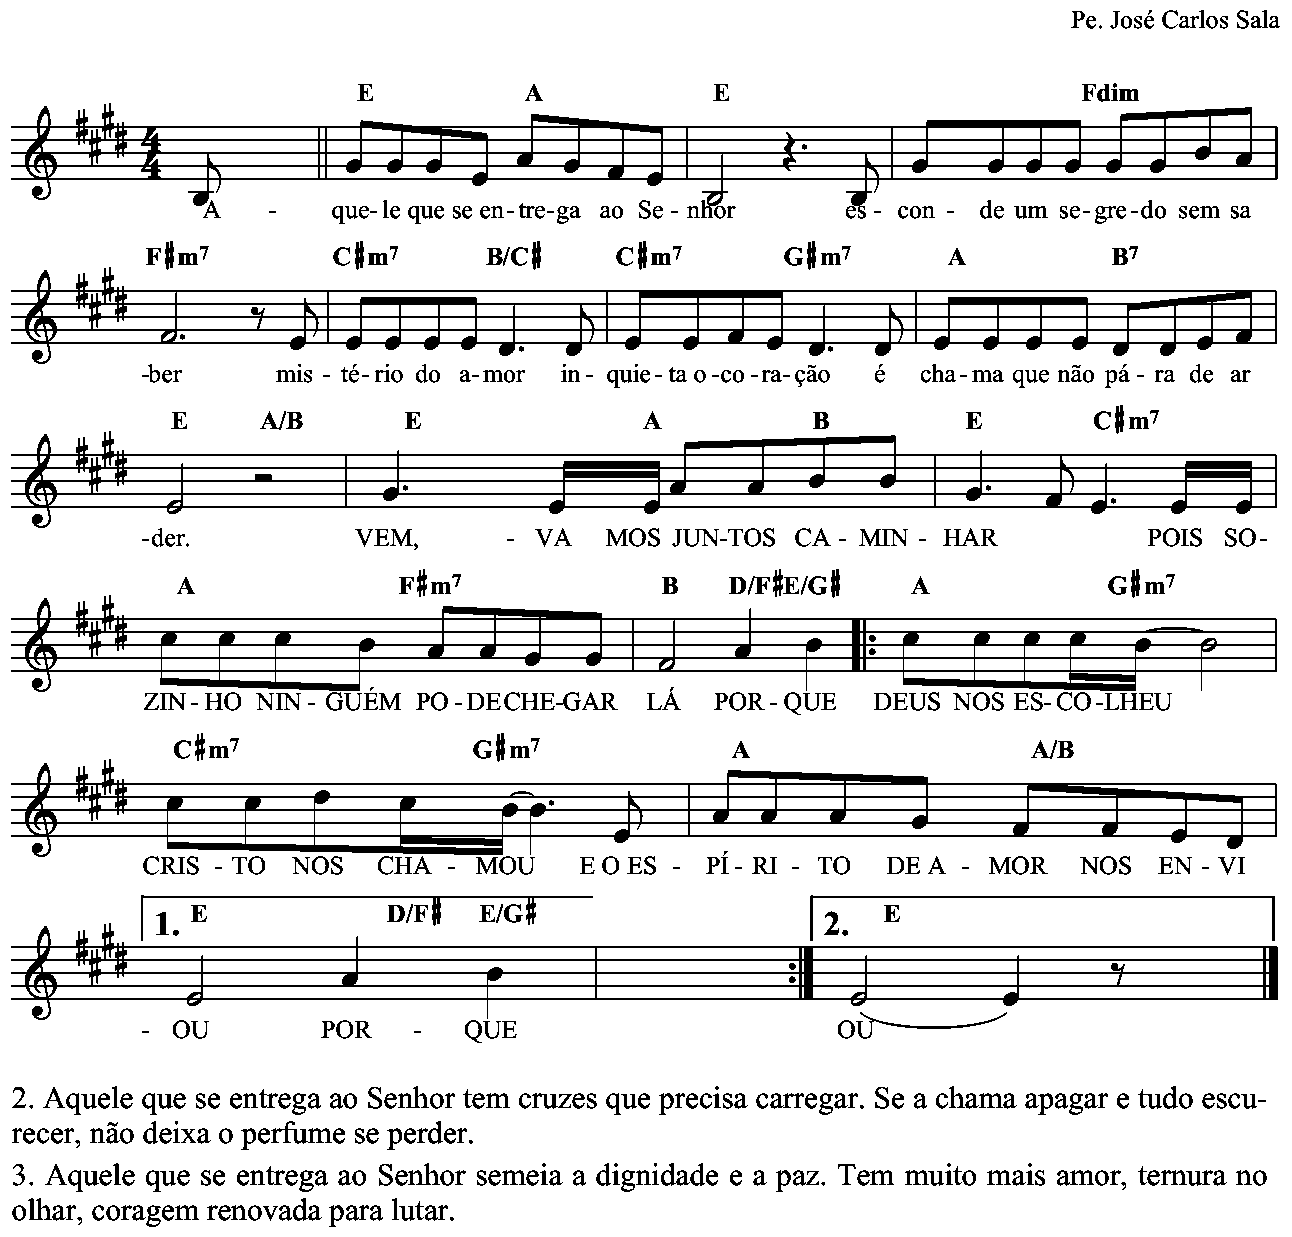 Pe. José Carlos Sala
E A E Fdim
4
4
A - que-le que se en-tre-ga ao Se-nhor es-con-de um se-gre-do sem sa
F#m7 C#m7 B/C# C#m7 G#m7 A B7
-ber mis-té-rio do a-mor in-quie-ta o-co-ra-ção é cha-ma que não pá-ra de ar
E A/B E A B E C#m7
-der. VEM, - VA MOS JUN-TOS CA-MIN-HAR POIS SO-
A F#m7 B D/F# E/G# A G#m7
ZIN-HO NIN-GUÉM PO-DE CHE-GAR LÁ POR-QUE DEUS NOS ES-CO-LHEU
C#m7 G#m7 A A/B
CRIS-TO NOS CHA-MOU E O ES-PÍ-RI-TO DE A-MOR NOS EN-VI
1. E D/F# E/G# 2. E
- OU POR - QUE OU
2. Aquele que se entrega ao Senhor tem cruzes que precisa carregar. Se a chama apagar e tudo escu-
recer, não deixa o perfume se perder.
3. Aquele que se entrega ao Senhor semeia a dignidade e a paz. Tem muito mais amor, ternura no
olhar, coragem renovada para lutar.